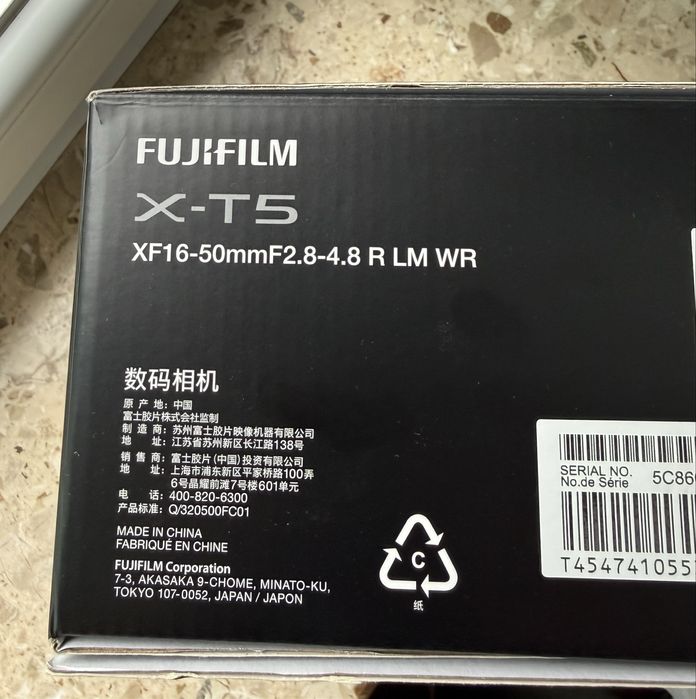 FUJIFILM
X-T5
XF16-50mmF2.8-4.8 R LM WR
数码相机
原 产 地: 中国
富士胶片株式会社监制
制 造 商: 苏州富士胶片映像机器有限公司
地 址: 江苏省苏州新区长江路138号
销 售 商: 富士胶片(中国)投资有限公司
地 址: 上海市浦东新区平家桥路100弄
6号晶耀前滩7号楼601单元
电 话: 400-820-6300
产品标准: Q/320500FC01
MADE IN CHINA
FABRIQUÉ EN CHINE
FUJIFILM Corporation
7-3, AKASAKA 9-CHOME, MINATO-KU,
TOKYO 107-0052, JAPAN / JAPON
C
纸
SERIAL NO. 5C86
No.de Série
T454741055